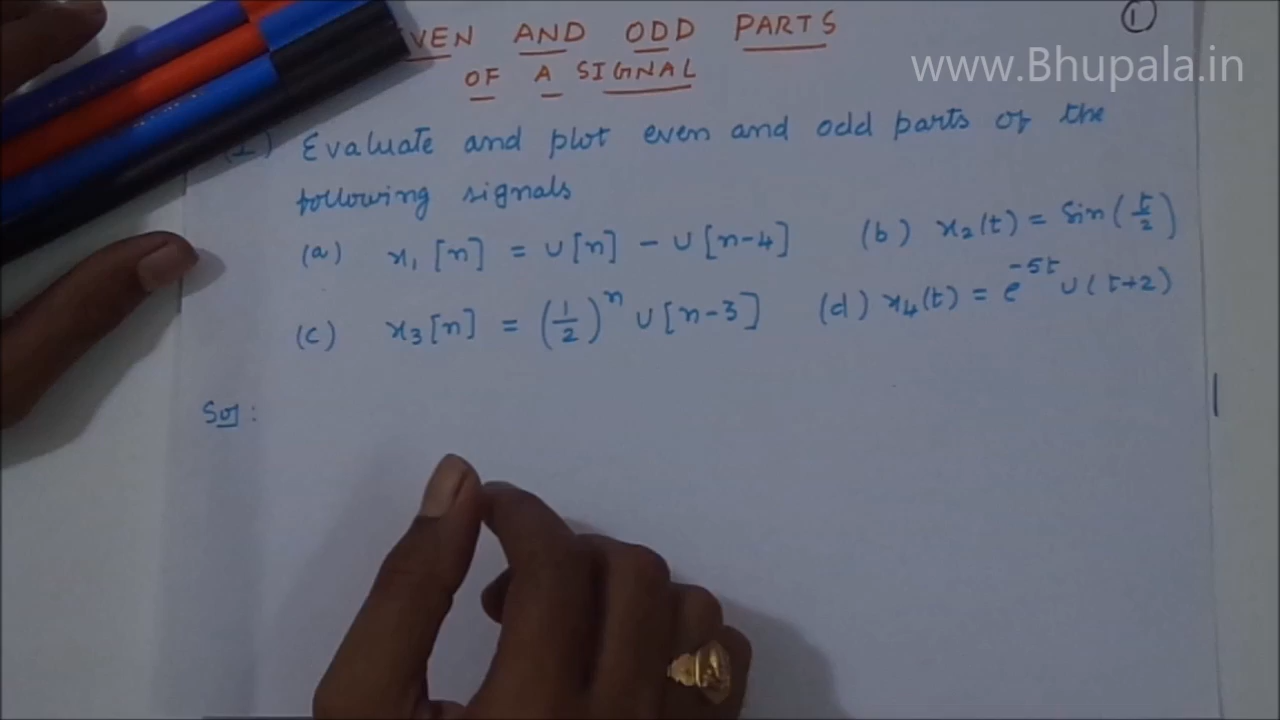 VEN AND ODD PARTS
OF A SIGNAL
1
www.Bhupala.in
Evaluate and plot even and odd parts of the
following signals
(a) x₁[n] = U[n] - U[n-4] (b) x₂(t) = Sin(t/2)
(c) x₃[n] = (1/2)ⁿ U[n-3] (d) x₄(t) = e⁻⁵ᵗ U(t+2)
Sol: